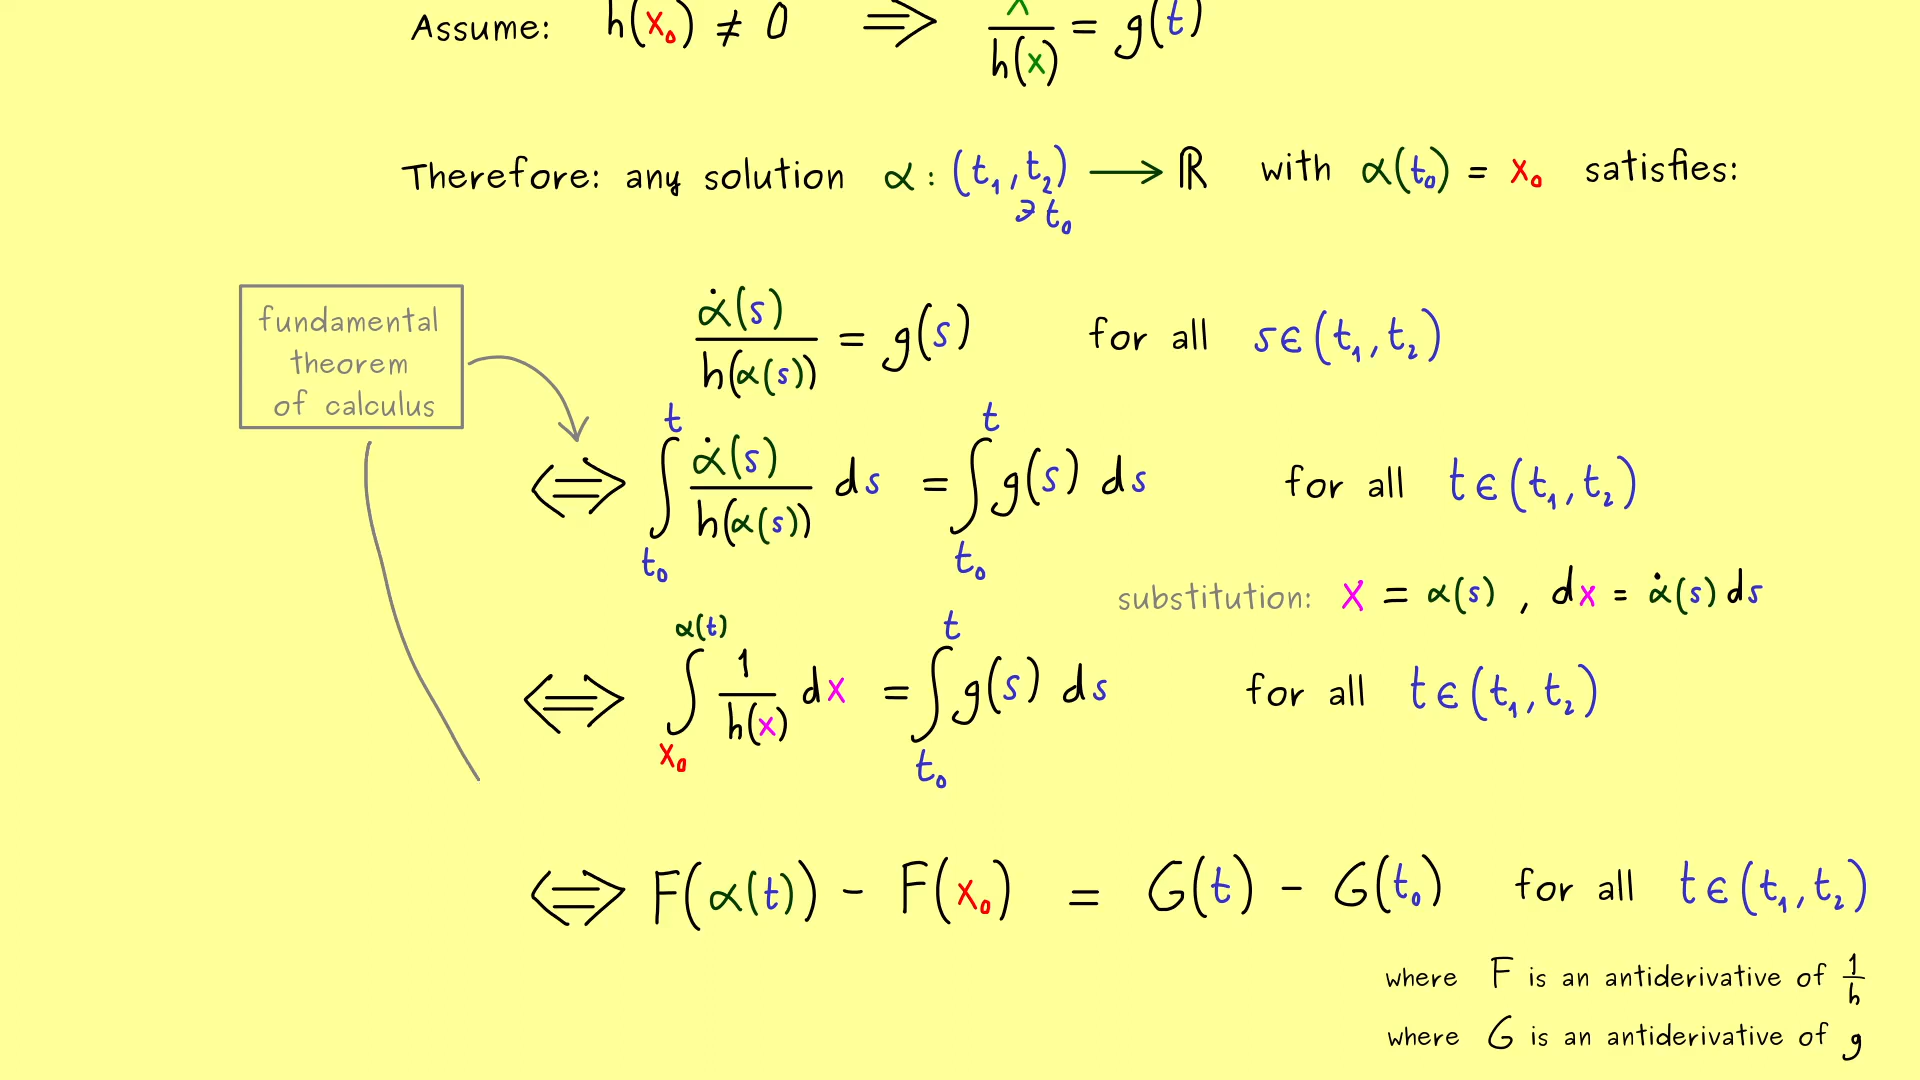 Assume: h(x₀) ≠ 0 ⟹ ẋ/h(x) = g(t)
Therefore: any solution α : (t₁, t₂) ⟶ ℝ with α(t₀) = x₀ satisfies:
∋ t₀
fundamental
theorem
of calculus
α̇(s)/h(α(s)) = g(s) for all s ∈ (t₁, t₂)
⟺ ∫_{t₀}^{t} α̇(s)/h(α(s)) ds = ∫_{t₀}^{t} g(s) ds for all t ∈ (t₁, t₂)
substitution: x = α(s) , dx = α̇(s) ds
⟺ ∫_{x₀}^{α(t)} 1/h(x) dx = ∫_{t₀}^{t} g(s) ds for all t ∈ (t₁, t₂)
⟺ F(α(t)) - F(x₀) = G(t) - G(t₀) for all t ∈ (t₁, t₂)
where F is an antiderivative of 1/h
where G is an antiderivative of g